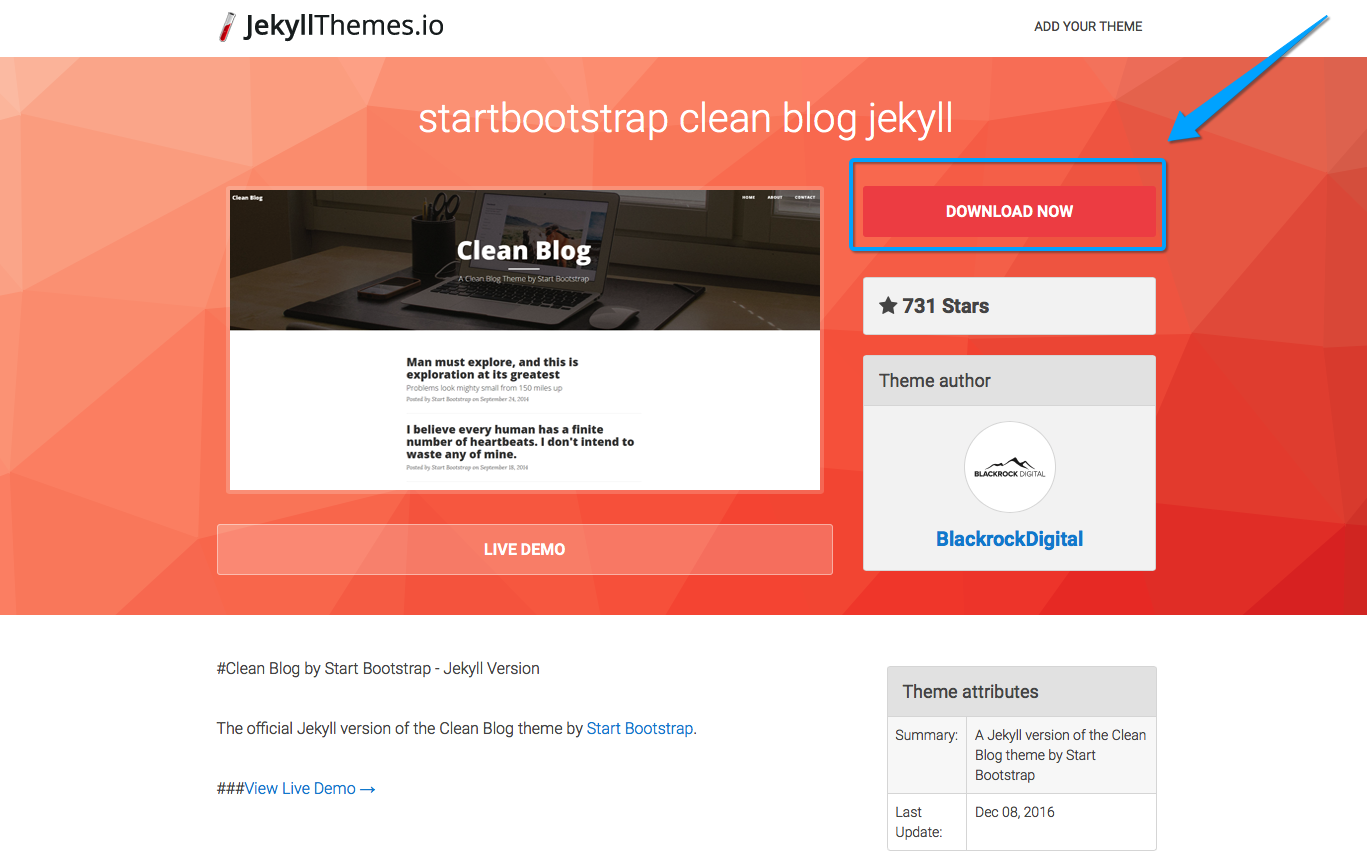 JekyllThemes.io
ADD YOUR THEME
startbootstrap clean blog jekyll
Clean Blog
HOME ABOUT CONTACT
Clean Blog
A Clean Blog Theme by Start Bootstrap
Man must explore, and this is
exploration at its greatest
Problems look mighty small from 150 miles up
Posted by Start Bootstrap on September 24, 2014
I believe every human has a finite
number of heartbeats. I don't intend to
waste any of mine.
Posted by Start Bootstrap on September 18, 2014
LIVE DEMO
DOWNLOAD NOW
731 Stars
Theme author
BLACKROCK DIGITAL
BlackrockDigital
#Clean Blog by Start Bootstrap - Jekyll Version
The official Jekyll version of the Clean Blog theme by Start Bootstrap.
###View Live Demo →
Theme attributes
Summary:
A Jekyll version of the Clean
Blog theme by Start
Bootstrap
Last
Update:
Dec 08, 2016